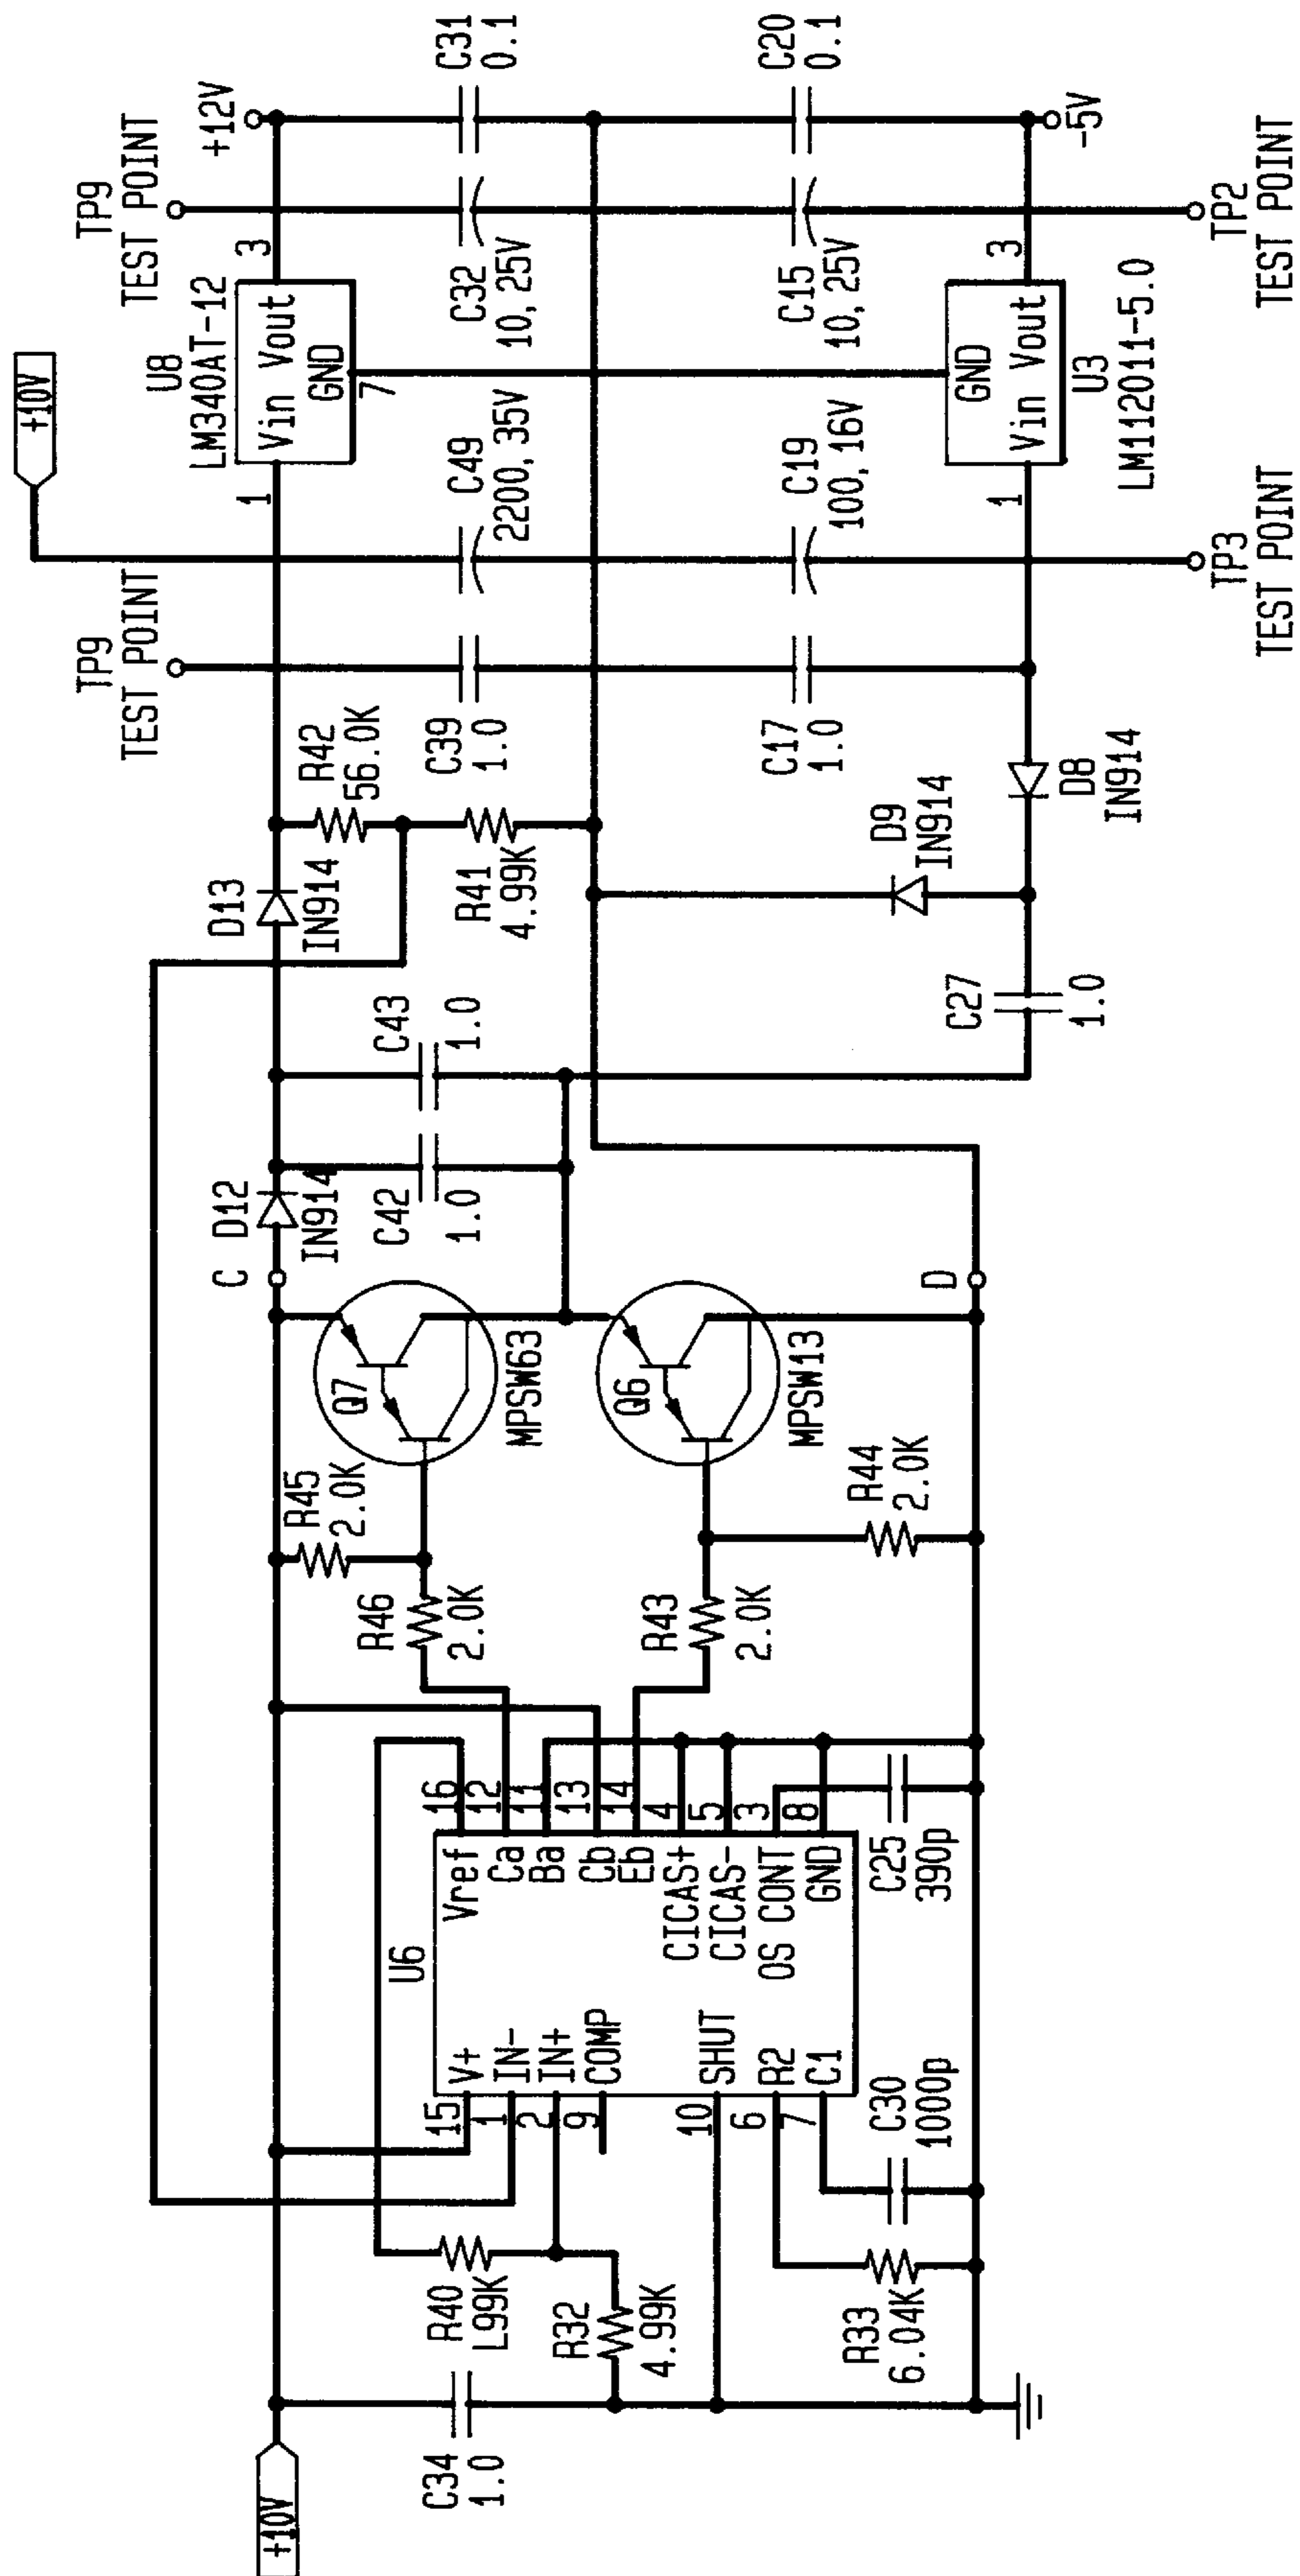 +10V
C34
1.0
R40
L99K
R32
4.99K
R33
6.04K
C30
1000p
15
1
2
9
10
6
7
U6
V+
IN-
IN+
COMP
SHUT
R2
C1
Vref
Ca
Ba
Cb
Eb
CICAS+
CICAS-
OS CONT
GND
16
12
11
13
14
4
5
3
8
C25
390p
R46
2.0K
R45
2.0K
R43
2.0K
R44
2.0K
Q7
MPSW63
Q6
MPSW13
C
D
D12
IN914
C42
1.0
C43
1.0
C27
1.0
D13
IN914
R41
4.99K
R42
56.0K
D9
IN914
D8
IN914
TP9
TEST POINT
C39
1.0
C17
1.0
+10V
C49
2200, 35V
C19
100, 16V
TP3
TEST POINT
U8
LM340AT-12
1
Vin Vout
GND
7
3
GND
Vin Vout
1
3
U3
LM112011-5.0
TP9
TEST POINT
C32
10, 25V
C15
10, 25V
TP2
TEST POINT
+12V
C31
0.1
C20
0.1
-5V